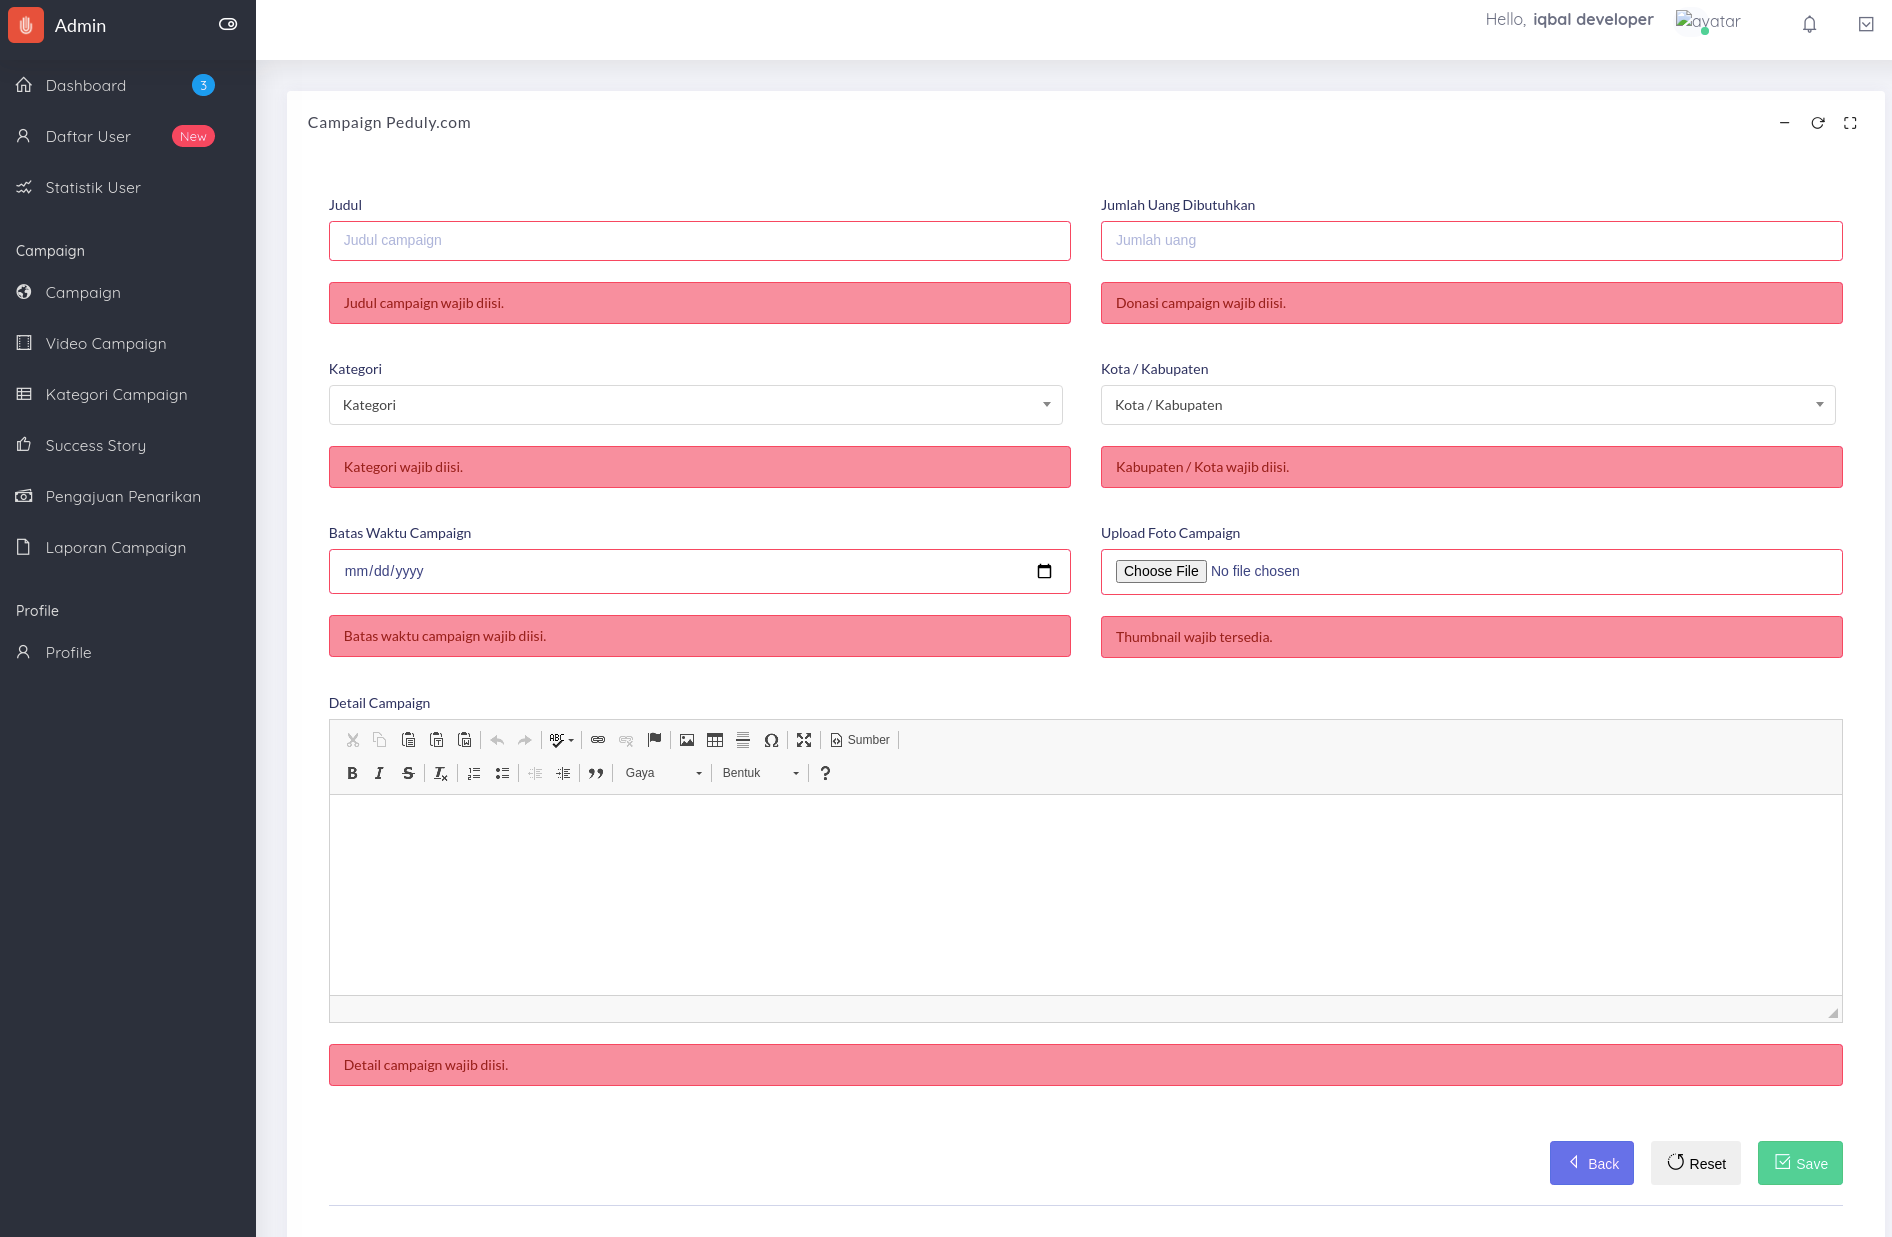 Admin
Hello, iqbal developer
avatar
Dashboard 3
Daftar User New
Statistik User
Campaign
Campaign
Video Campaign
Kategori Campaign
Success Story
Pengajuan Penarikan
Laporan Campaign
Profile
Profile
Campaign Peduly.com
Judul
Judul campaign
Judul campaign wajib diisi.
Jumlah Uang Dibutuhkan
Jumlah uang
Donasi campaign wajib diisi.
Kategori
Kategori
Kategori wajib diisi.
Kota / Kabupaten
Kota / Kabupaten
Kabupaten / Kota wajib diisi.
Batas Waktu Campaign
mm/dd/yyyy
Batas waktu campaign wajib diisi.
Upload Foto Campaign
Choose File No file chosen
Thumbnail wajib tersedia.
Detail Campaign
ABC Ω Sumber
B I S Tx Gaya Bentuk ?
Detail campaign wajib diisi.
Back Reset Save